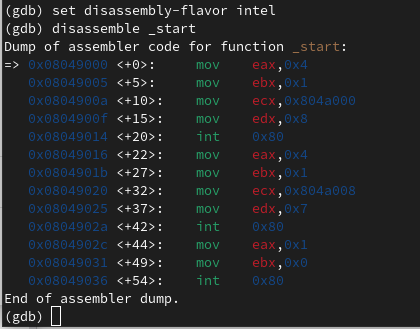 (gdb) set disassembly-flavor intel
(gdb) disassemble _start
Dump of assembler code for function _start:
=> 0x08049000 <+0>:     mov    eax,0x4
   0x08049005 <+5>:     mov    ebx,0x1
   0x0804900a <+10>:    mov    ecx,0x804a000
   0x0804900f <+15>:    mov    edx,0x8
   0x08049014 <+20>:    int    0x80
   0x08049016 <+22>:    mov    eax,0x4
   0x0804901b <+27>:    mov    ebx,0x1
   0x08049020 <+32>:    mov    ecx,0x804a008
   0x08049025 <+37>:    mov    edx,0x7
   0x0804902a <+42>:    int    0x80
   0x0804902c <+44>:    mov    eax,0x1
   0x08049031 <+49>:    mov    ebx,0x0
   0x08049036 <+54>:    int    0x80
End of assembler dump.
(gdb)